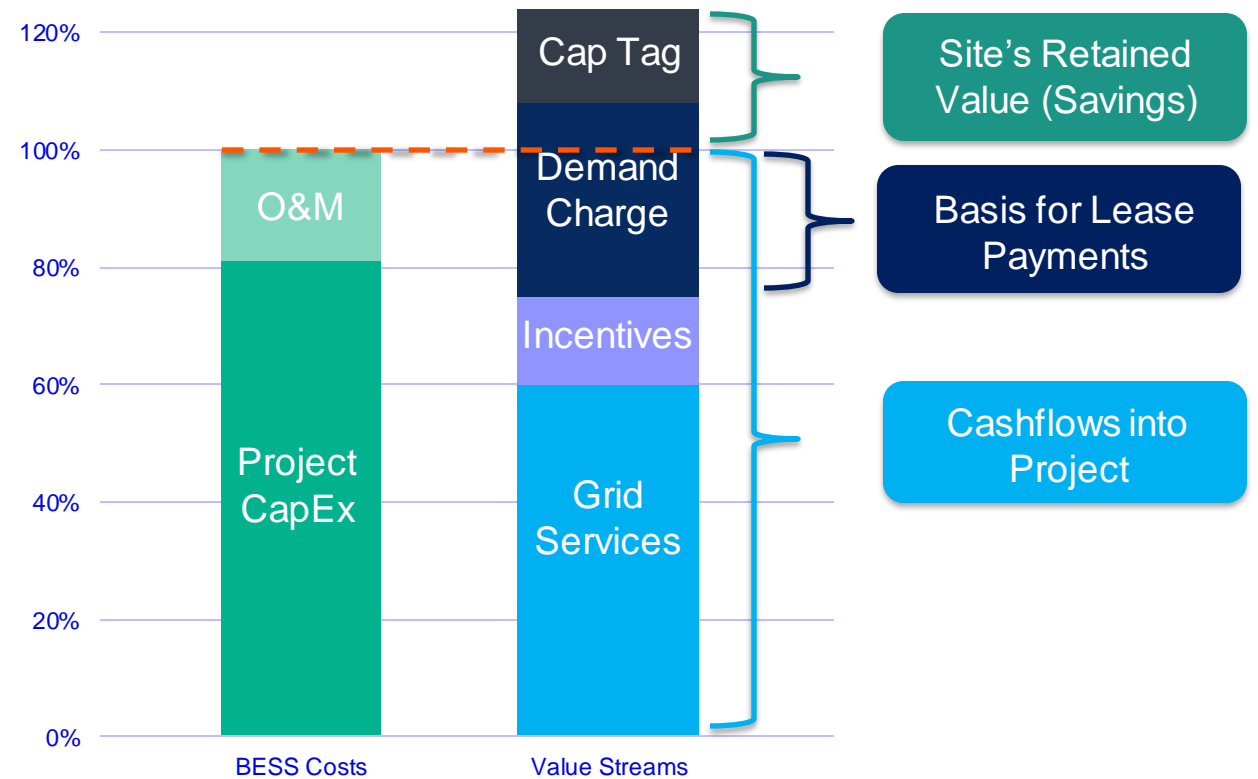 120%
100%
80%
60%
40%
20%
0%
O&M
Project
CapEx
BESS Costs
Cap Tag
Demand
Charge
Incentives
Grid
Services
Value Streams
Site's Retained
Value (Savings)
Basis for Lease
Payments
Cashflows into
Project